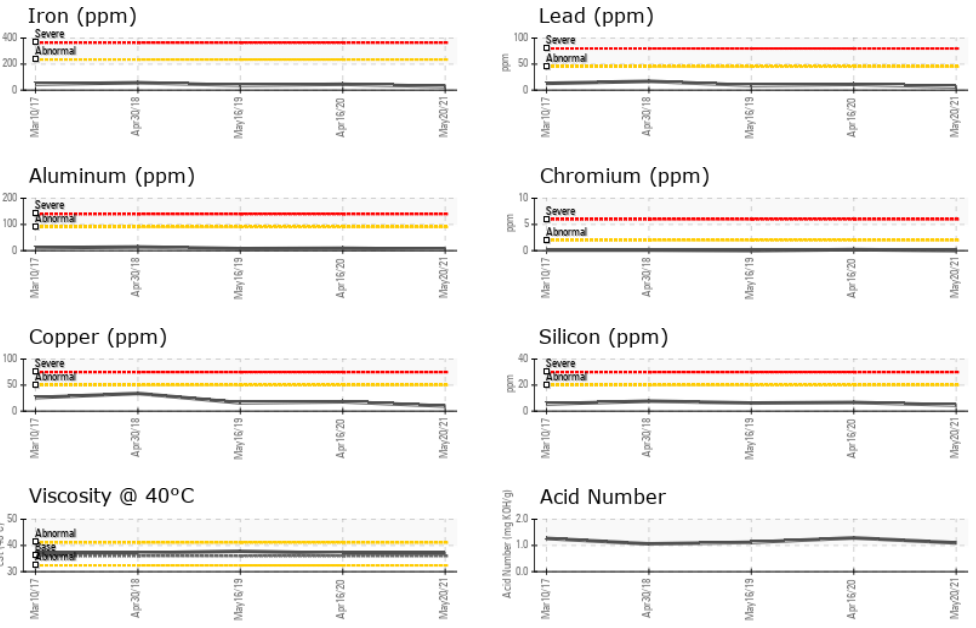 Iron (ppm)
400
200
0
Severe
Abnormal
Mar10/17
Apr30/18
May16/19
Apr16/20
May20/21
Lead (ppm)
ppm
100
50
0
Severe
Abnormal
Mar10/17
Apr30/18
May16/19
Apr16/20
May20/21
Aluminum (ppm)
200
100
0
Severe
Abnormal
Mar10/17
Apr30/18
May16/19
Apr16/20
May20/21
Chromium (ppm)
ppm
10
5
0
Severe
Abnormal
Mar10/17
Apr30/18
May16/19
Apr16/20
May20/21
Copper (ppm)
100
50
0
Severe
Abnormal
Mar10/17
Apr30/18
May16/19
Apr16/20
May20/21
Silicon (ppm)
ppm
40
20
0
Severe
Abnormal
Mar10/17
Apr30/18
May16/19
Apr16/20
May20/21
Viscosity @ 40°C
50
40
30
Abnormal
Base
Abnormal
Mar10/17
Apr30/18
May16/19
Apr16/20
May20/21
Acid Number
Acid Number (mg KOH/g)
2.0
1.0
0.0
Mar10/17
Apr30/18
May16/19
Apr16/20
May20/21